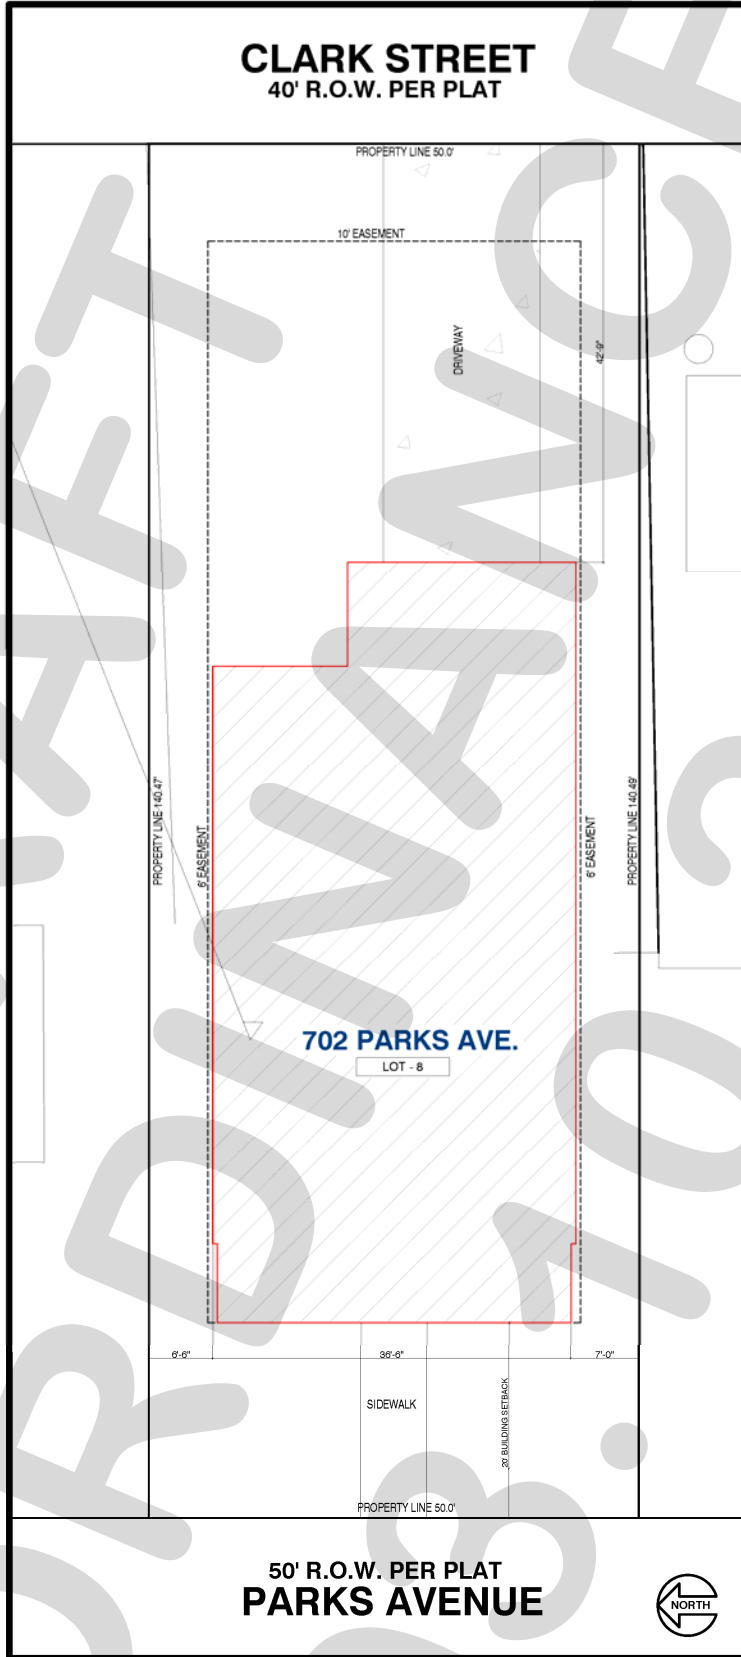 CLARK STREET
40' R.O.W. PER PLAT
PROPERTY LINE 50.0'
10' EASEMENT
DRIVEWAY
42'-9"
PROPERTY LINE 140.47'
6' EASEMENT
6' EASEMENT
PROPERTY LINE 140.49'
702 PARKS AVE.
LOT - 8
6'-6"
36'-6"
7'-0"
SIDEWALK
20' BUILDING SETBACK
PROPERTY LINE 50.0'
50' R.O.W. PER PLAT
PARKS AVENUE
NORTH